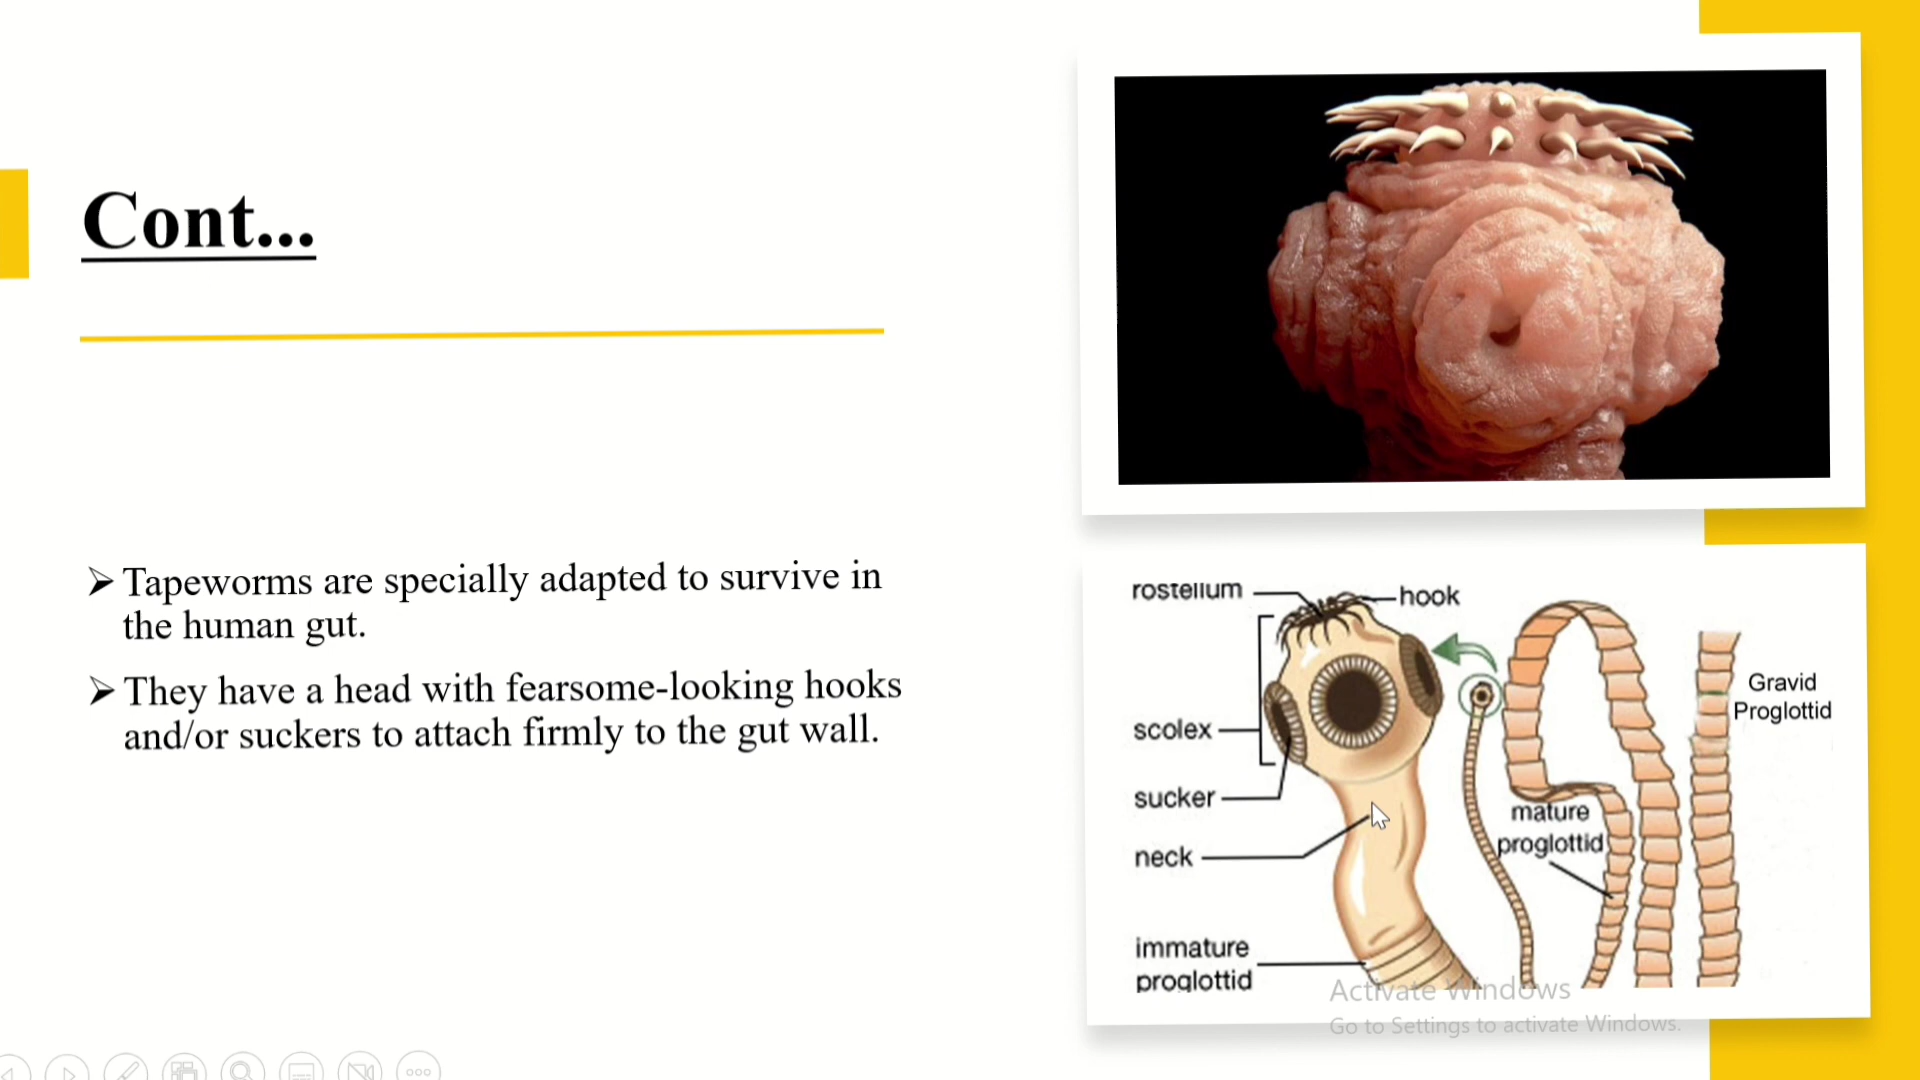 Cont...
➢ Tapeworms are specially adapted to survive in
the human gut.
➢ They have a head with fearsome-looking hooks
and/or suckers to attach firmly to the gut wall.
rostellum
hook
scolex
sucker
neck
immature
proglottid
mature
proglottid
Gravid
Proglottid
Activate Windows
Go to Settings to activate Windows.